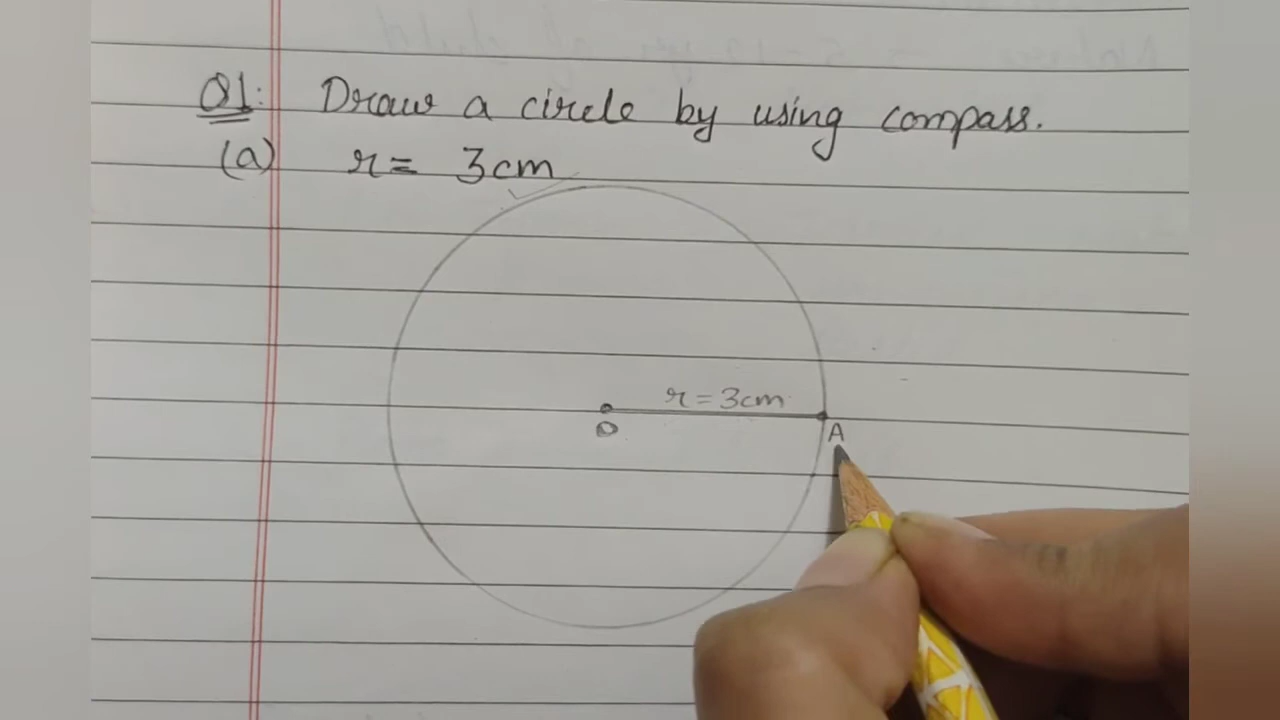 Q1: Draw a circle by using compass.
(a) r = 3cm
r = 3cm
O
A